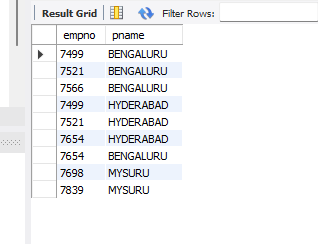 Result Grid Filter Rows:
empno pname
7499 BENGALURU
7521 BENGALURU
7566 BENGALURU
7499 HYDERABAD
7521 HYDERABAD
7654 HYDERABAD
7654 BENGALURU
7698 MYSURU
7839 MYSURU